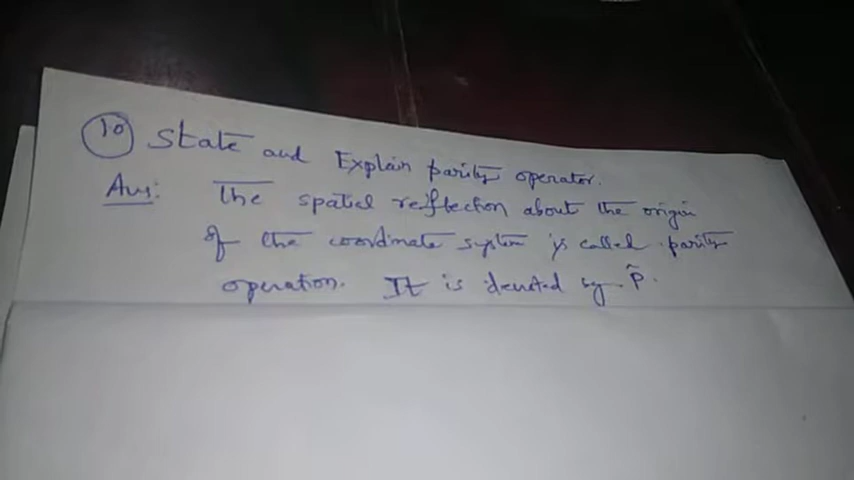 10 State and Explain parity operator.
Ans: The spatial reflection about the origin
of the coordinate system is called parity
operation. It is denoted by P̂.